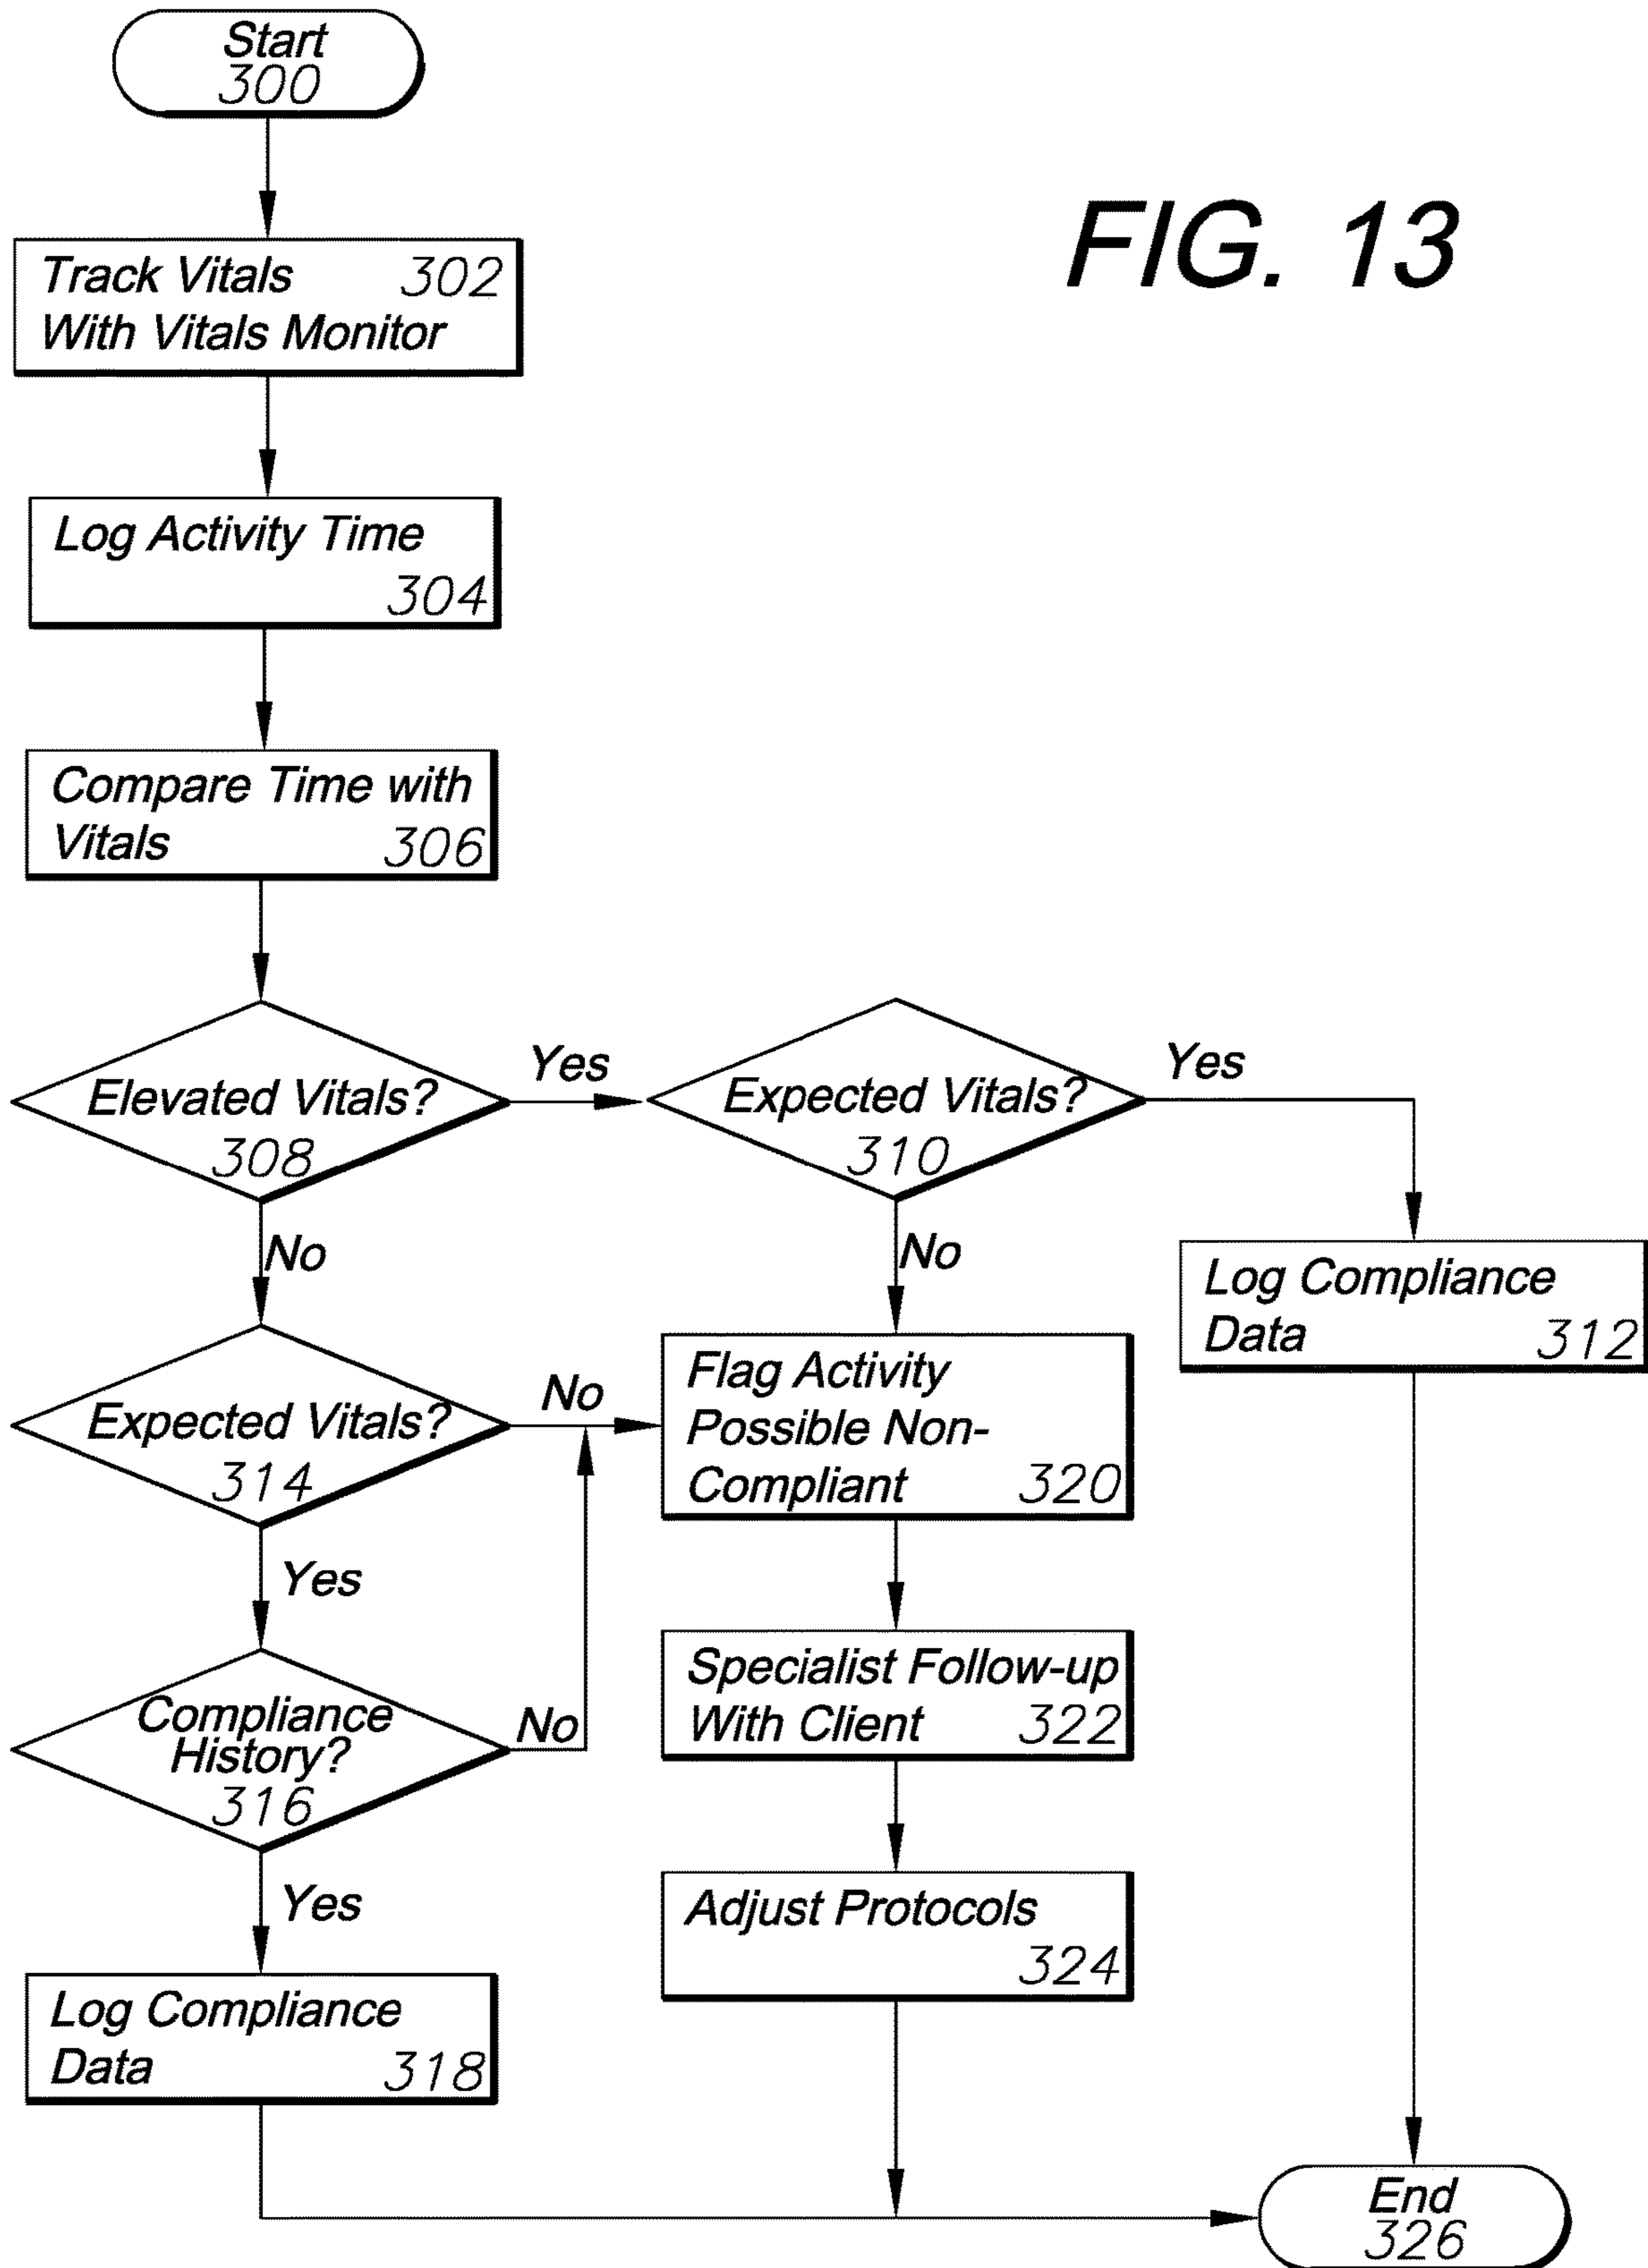 Start
300
FIG. 13
Track Vitals 302
With Vitals Monitor
Log Activity Time
304
Compare Time with
Vitals 306
Elevated Vitals?
308
Yes
No
Expected Vitals?
310
Yes
No
Log Compliance
Data 312
Expected Vitals?
314
No
Yes
Flag Activity
Possible Non-
Compliant 320
Compliance
History?
316
No
Yes
Specialist Follow-up
With Client 322
Adjust Protocols
324
Log Compliance
Data 318
End
326